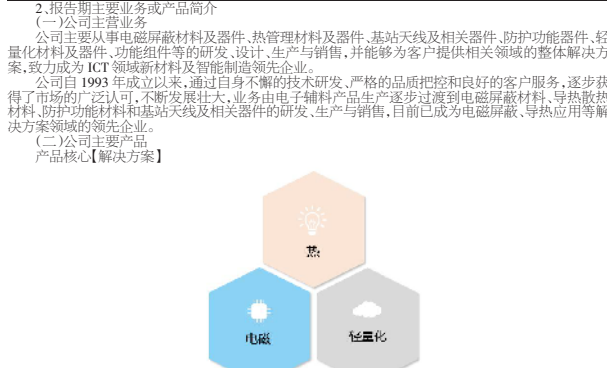 2、报告期主要业务或产品简介
(一)公司主营业务
公司主要从事电磁屏蔽材料及器件、热管理材料及器件、基站天线及相关器件、防护功能器件、轻
量化材料及器件、功能组件等的研发、设计、生产与销售,并能够为客户提供相关领域的整体解决方
案,致力成为 ICT 领域新材料及智能制造领先企业。
公司自 1993 年成立以来,通过自身不懈的技术研发、严格的品质把控和良好的客户服务,逐步获
得了市场的广泛认可,不断发展壮大,业务由电子辅料产品生产逐步过渡到电磁屏蔽材料、导热散热
材料、防护功能材料和基站天线及相关器件的研发、生产与销售,目前已成为电磁屏蔽、导热应用等解
决方案领域的领先企业。
(二)公司主要产品
产品核心【解决方案】
热
电磁
轻量化